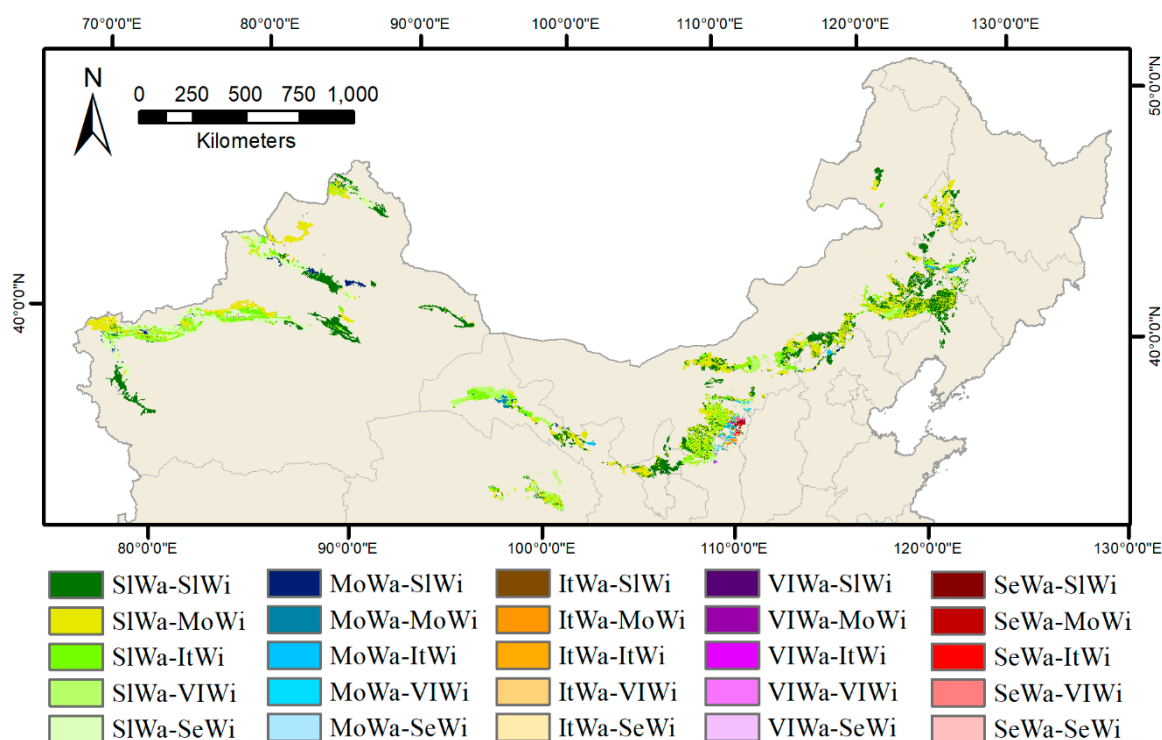 70°0'0"E 80°0'0"E 90°0'0"E 100°0'0"E 110°0'0"E 120°0'0"E 130°0'0"E
N
0 250 500 750 1,000
Kilometers
50°0'0"N
40°0'0"N
40°0'0"N
80°0'0"E 90°0'0"E 100°0'0"E 110°0'0"E 120°0'0"E 130°0'0"E
SlWa-SlWi MoWa-SlWi ItWa-SlWi VIWa-SlWi SeWa-SlWi
SlWa-MoWi MoWa-MoWi ItWa-MoWi VIWa-MoWi SeWa-MoWi
SlWa-ItWi MoWa-ItWi ItWa-ItWi VIWa-ItWi SeWa-ItWi
SlWa-VIWi MoWa-VIWi ItWa-VIWi VIWa-VIWi SeWa-VIWi
SlWa-SeWi MoWa-SeWi ItWa-SeWi VIWa-SeWi SeWa-SeWi